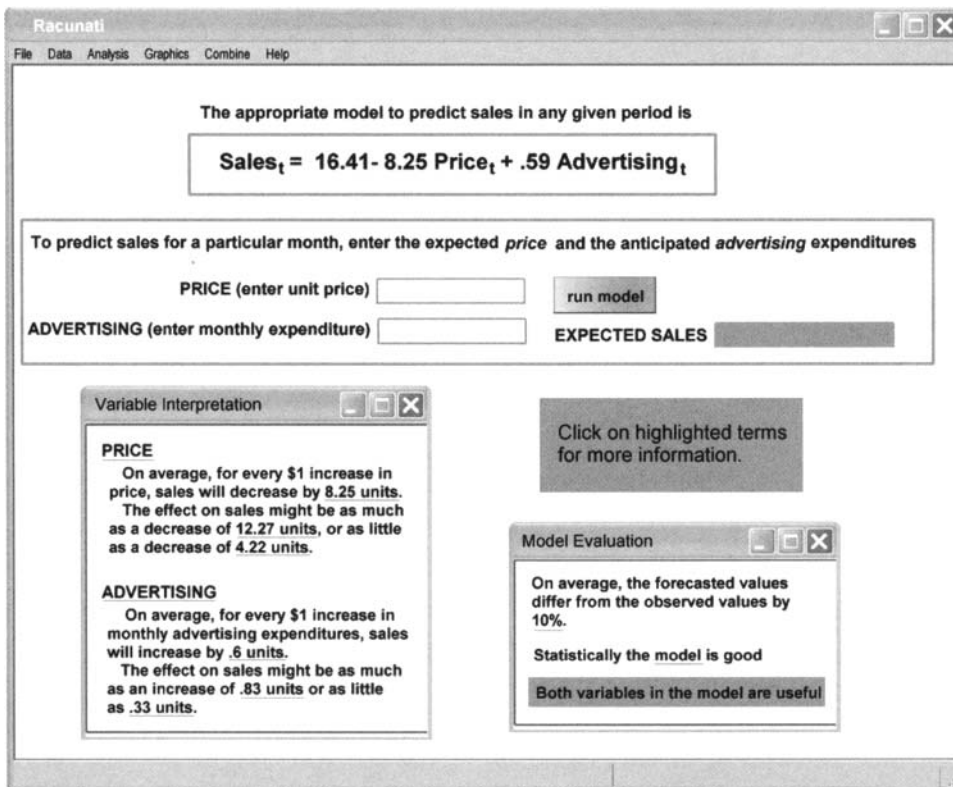 Racunati
File Data Analysis Graphics Combine Help
The appropriate model to predict sales in any given period is
Salesₜ = 16.41- 8.25 Priceₜ + .59 Advertisingₜ
To predict sales for a particular month, enter the expected price and the anticipated advertising expenditures
PRICE (enter unit price)
run model
ADVERTISING (enter monthly expenditure)
EXPECTED SALES
Variable Interpretation
PRICE
On average, for every $1 increase in
price, sales will decrease by 8.25 units.
The effect on sales might be as much
as a decrease of 12.27 units, or as little
as a decrease of 4.22 units.
ADVERTISING
On average, for every $1 increase in
monthly advertising expenditures, sales
will increase by .6 units.
The effect on sales might be as much
as an increase of .83 units or as little
as .33 units.
Click on highlighted terms
for more information.
Model Evaluation
On average, the forecasted values
differ from the observed values by
10%.
Statistically the model is good
Both variables in the model are useful